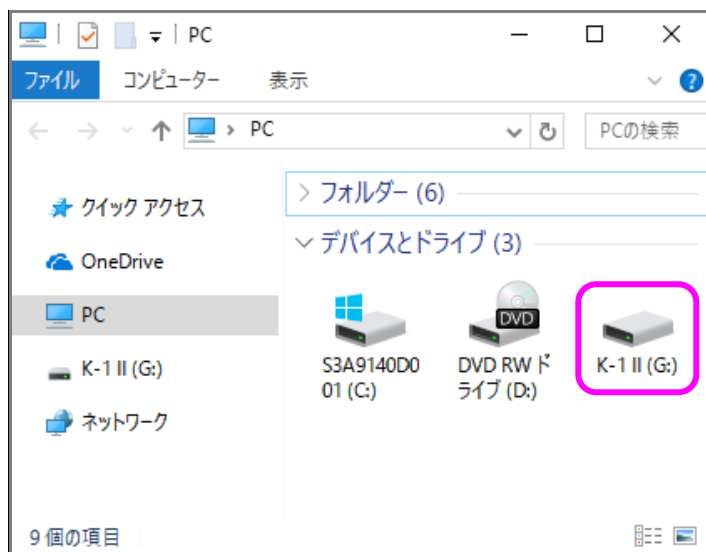 PC
ファイル コンピューター 表示
PC PCの検索
クイック アクセス
OneDrive
PC
K-1 II (G:)
ネットワーク
フォルダー (6)
デバイスとドライブ (3)
S3A9140D0
01 (C:)
DVD
DVD RW ド
ライブ (D:)
K-1 II (G:)
9 個の項目